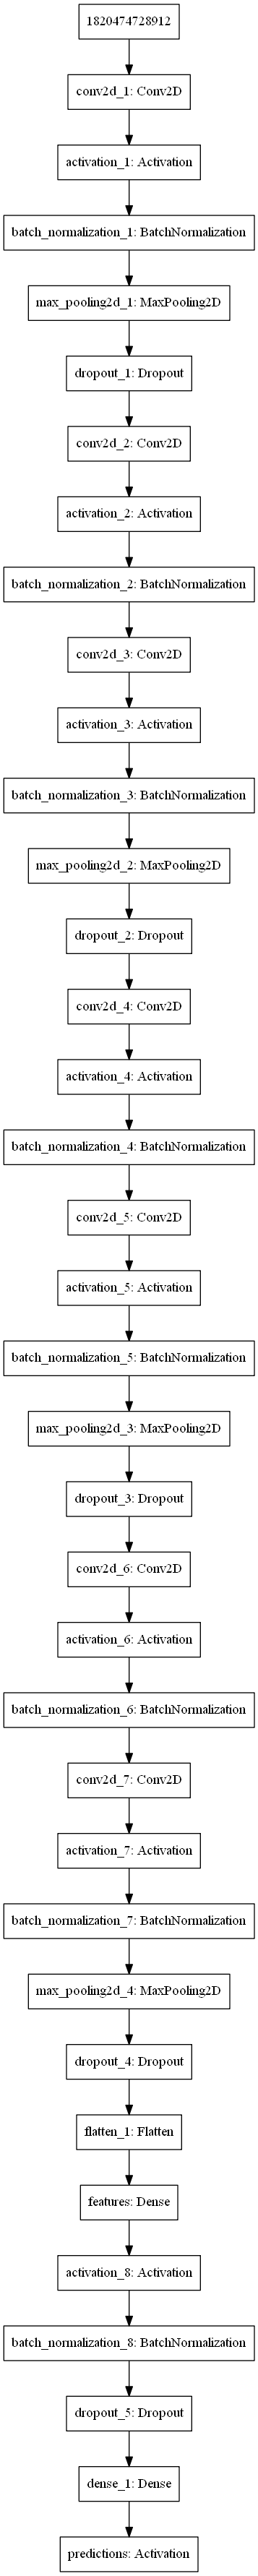 1820474728912
conv2d_1: Conv2D
activation_1: Activation
batch_normalization_1: BatchNormalization
max_pooling2d_1: MaxPooling2D
dropout_1: Dropout
conv2d_2: Conv2D
activation_2: Activation
batch_normalization_2: BatchNormalization
conv2d_3: Conv2D
activation_3: Activation
batch_normalization_3: BatchNormalization
max_pooling2d_2: MaxPooling2D
dropout_2: Dropout
conv2d_4: Conv2D
activation_4: Activation
batch_normalization_4: BatchNormalization
conv2d_5: Conv2D
activation_5: Activation
batch_normalization_5: BatchNormalization
max_pooling2d_3: MaxPooling2D
dropout_3: Dropout
conv2d_6: Conv2D
activation_6: Activation
batch_normalization_6: BatchNormalization
conv2d_7: Conv2D
activation_7: Activation
batch_normalization_7: BatchNormalization
max_pooling2d_4: MaxPooling2D
dropout_4: Dropout
flatten_1: Flatten
features: Dense
activation_8: Activation
batch_normalization_8: BatchNormalization
dropout_5: Dropout
dense_1: Dense
predictions: Activation